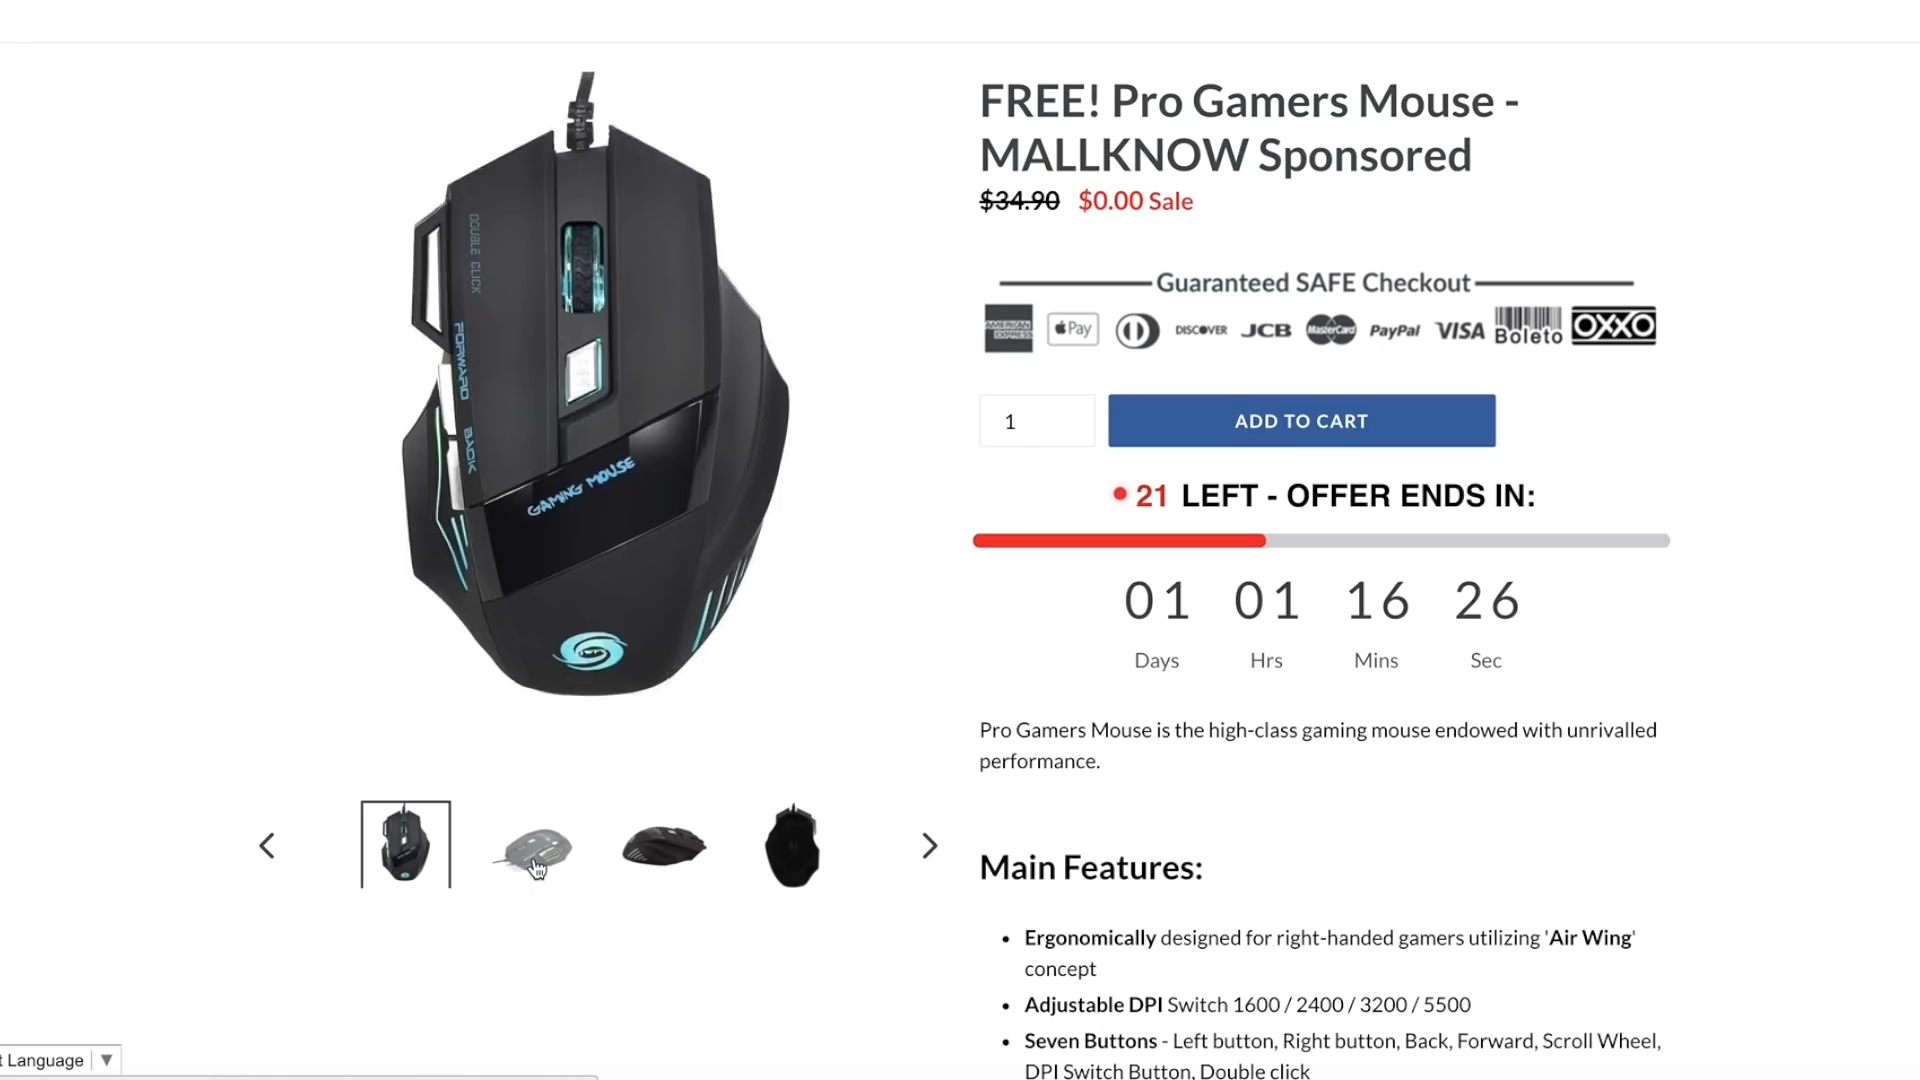 FREE! Pro Gamers Mouse -
MALLKNOW Sponsored
$34.90 $0.00 Sale
Guaranteed SAFE Checkout
AMERICAN EXPRESS Pay DISCOVER JCB MasterCard PayPal VISA Boleto OXXO
1 ADD TO CART
21 LEFT - OFFER ENDS IN:
01 01 16 26
Days Hrs Mins Sec
Pro Gamers Mouse is the high-class gaming mouse endowed with unrivalled
performance.
Main Features:
• Ergonomically designed for right-handed gamers utilizing 'Air Wing'
concept
• Adjustable DPI Switch 1600 / 2400 / 3200 / 5500
• Seven Buttons - Left button, Right button, Back, Forward, Scroll Wheel,
DPI Switch Button, Double click
DOUBLE CLICK
FORWARD
BACK
GAMING MOUSE
t Language ▼